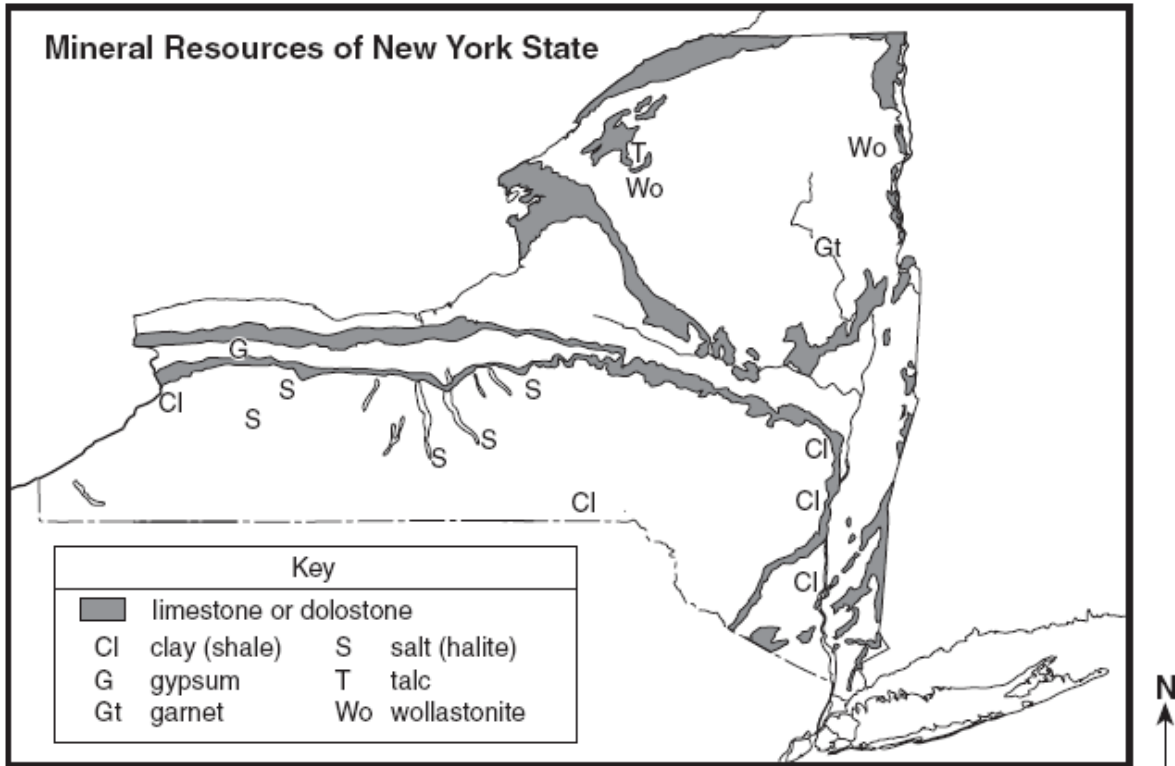 Mineral Resources of New York State
T
Wo
Wo
Gt
G
S
S
Cl
S
S
S
Cl
Cl
Cl
Cl
Key
limestone or dolostone
Cl clay (shale) S salt (halite)
G gypsum T talc
Gt garnet Wo wollastonite
N